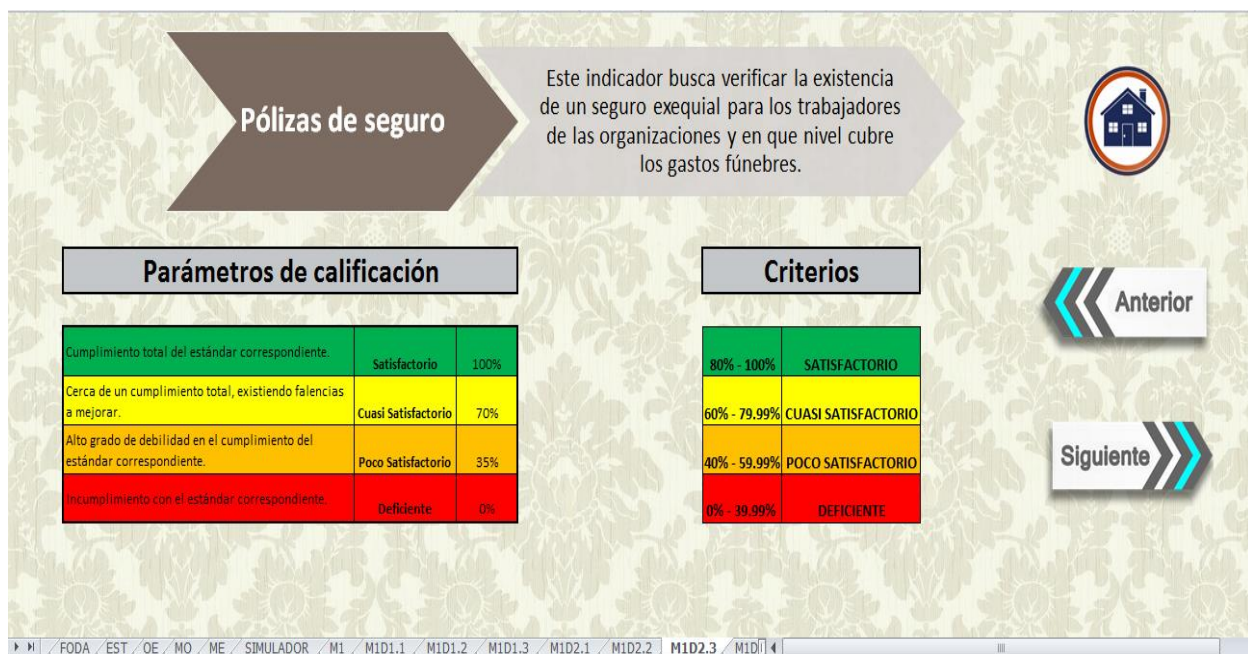 Pólizas de seguro
Este indicador busca verificar la existencia
de un seguro exequial para los trabajadores
de las organizaciones y en que nivel cubre
los gastos fúnebres.
Parámetros de calificación
Cumplimiento total del estándar correspondiente. Satisfactorio 100%
Cerca de un cumplimiento total, existiendo falencias
a mejorar. Cuasi Satisfactorio 70%
Alto grado de debilidad en el cumplimiento del
estándar correspondiente. Poco Satisfactorio 35%
Incumplimiento con el estándar correspondiente. Deficiente 0%
Criterios
80% - 100% SATISFACTORIO
60% - 79.99% CUASI SATISFACTORIO
40% - 59.99% POCO SATISFACTORIO
0% - 39.99% DEFICIENTE
Anterior
Siguiente
FODA EST OE MO ME SIMULADOR M1 M1D1.1 M1D1.2 M1D1.3 M1D2.1 M1D2.2 M1D2.3 M1D